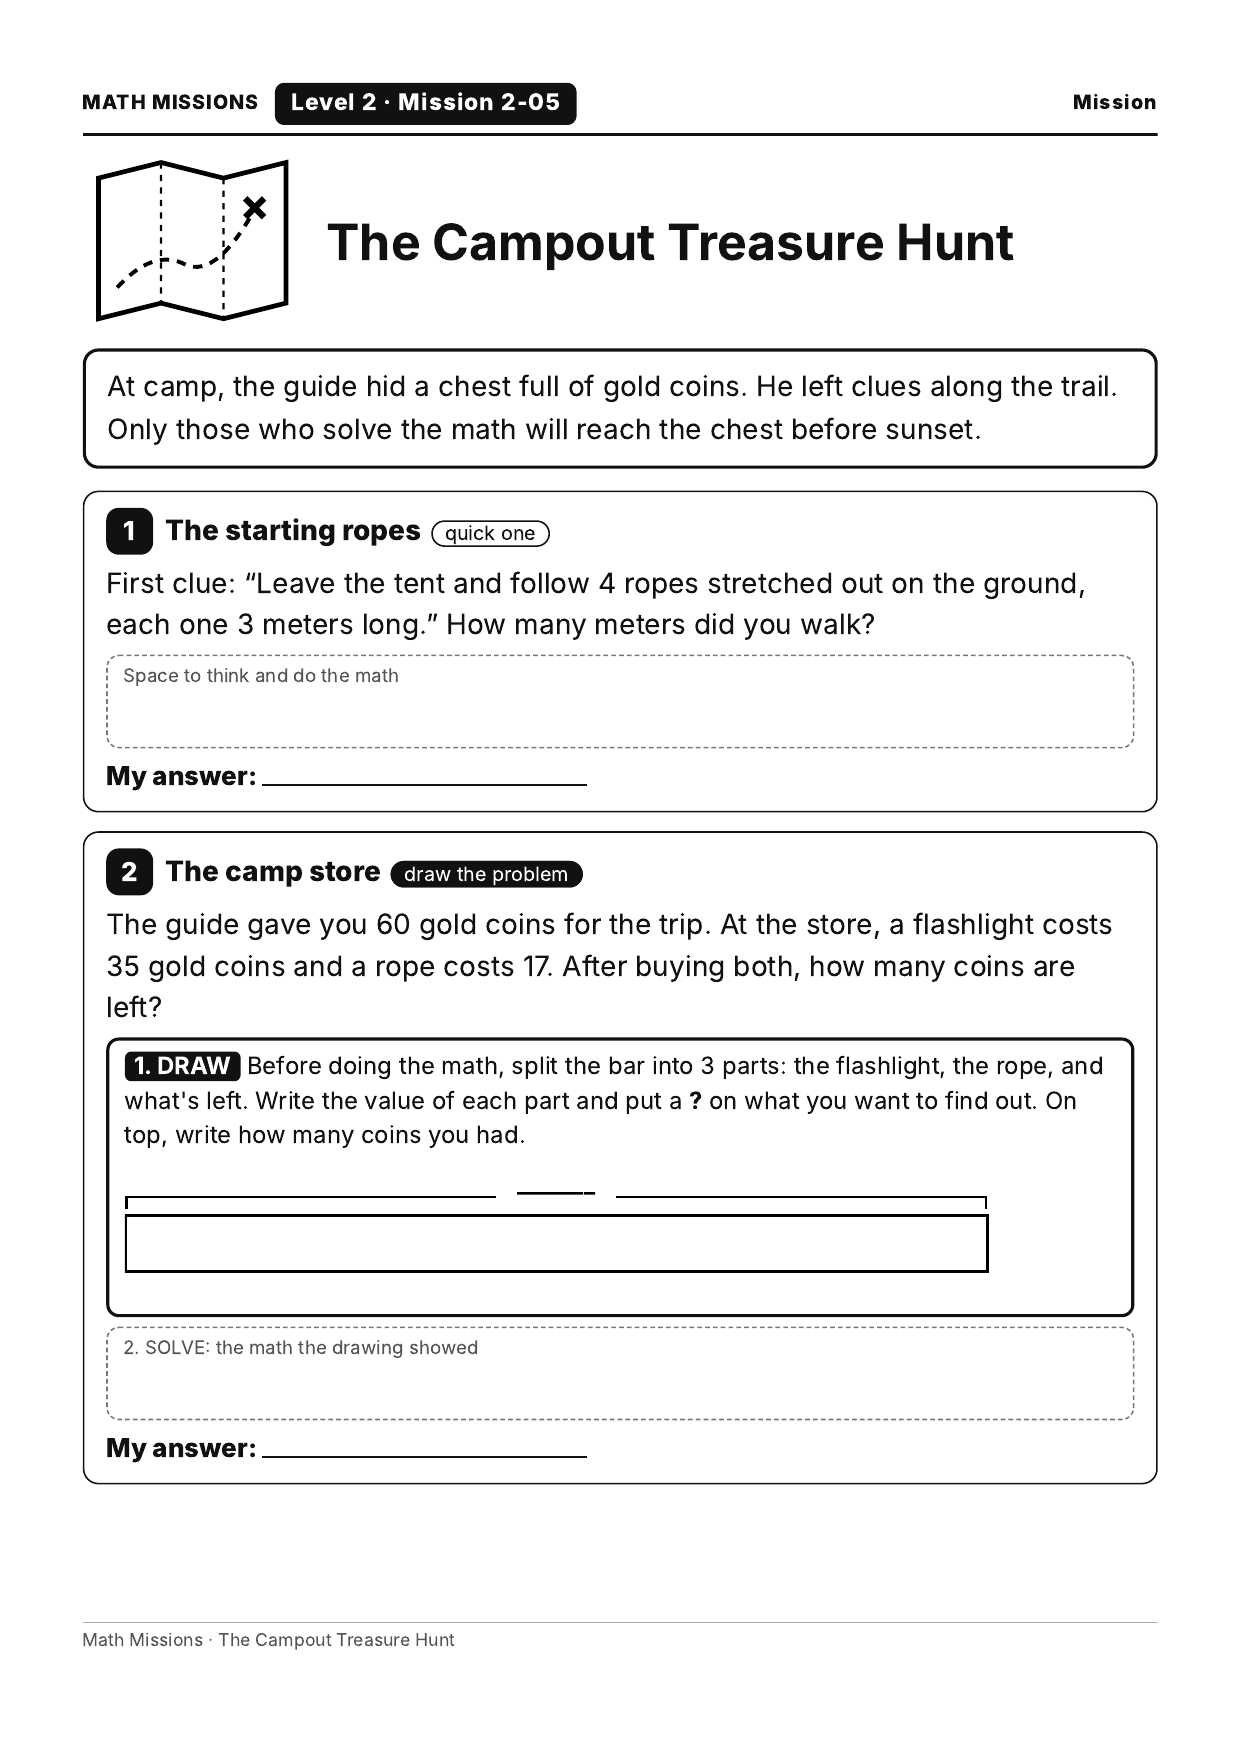 MATH MISSIONS Level 2 · Mission 2-05 Mission
The Campout Treasure Hunt
At camp, the guide hid a chest full of gold coins. He left clues along the trail.
Only those who solve the math will reach the chest before sunset.
1 The starting ropes quick one
First clue: “Leave the tent and follow 4 ropes stretched out on the ground,
each one 3 meters long.” How many meters did you walk?
Space to think and do the math
My answer:
2 The camp store draw the problem
The guide gave you 60 gold coins for the trip. At the store, a flashlight costs
35 gold coins and a rope costs 17. After buying both, how many coins are
left?
1. DRAW Before doing the math, split the bar into 3 parts: the flashlight, the rope, and
what's left. Write the value of each part and put a ? on what you want to find out. On
top, write how many coins you had.
2. SOLVE: the math the drawing showed
My answer:
Math Missions · The Campout Treasure Hunt